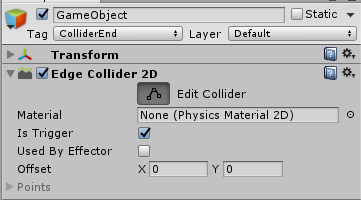 GameObject Static
Tag ColliderEnd Layer Default
Transform
Edge Collider 2D
Edit Collider
Material None (Physics Material 2D)
Is Trigger
Used By Effector
Offset X 0 Y 0
Points